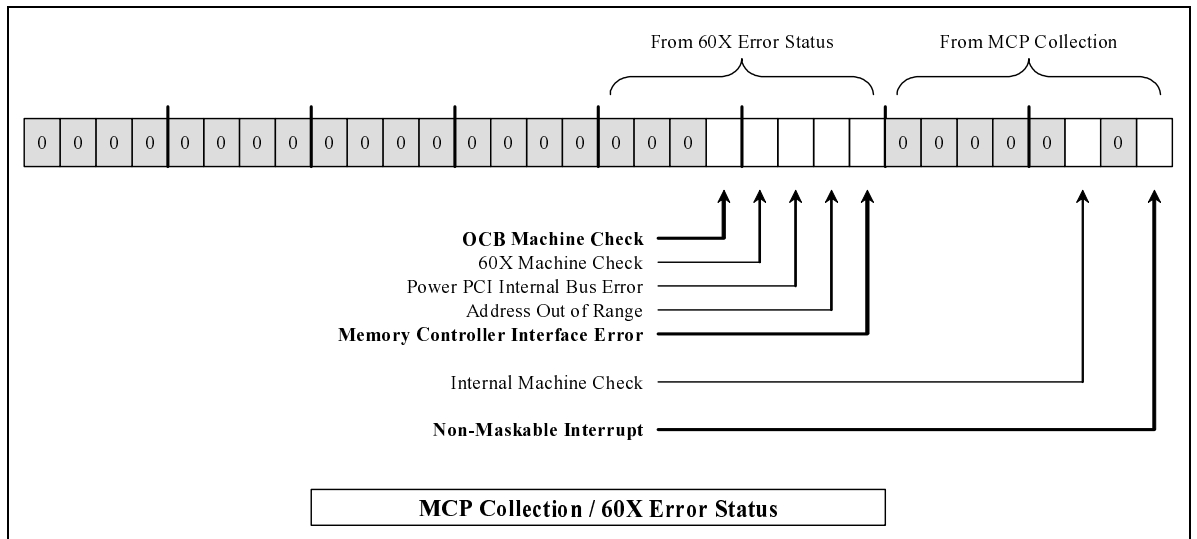 From 60X Error Status From MCP Collection
0 0 0 0 0 0 0 0 0 0 0 0 0 0 0 0 0 0 0 0 0 0 0 0 0
OCB Machine Check
60X Machine Check
Power PCI Internal Bus Error
Address Out of Range
Memory Controller Interface Error
Internal Machine Check
Non-Maskable Interrupt
MCP Collection / 60X Error Status